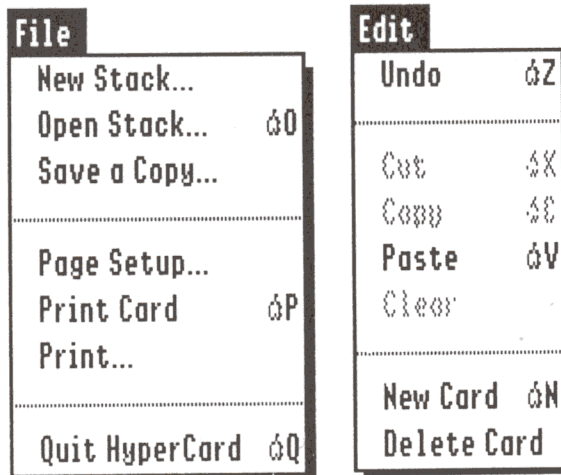 File
New Stack...
Open Stack... O
Save a Copy...
Page Setup...
Print Card P
Print...
Quit HyperCard Q
Edit
Undo Z
Cut X
Copy C
Paste V
Clear
New Card N
Delete Card